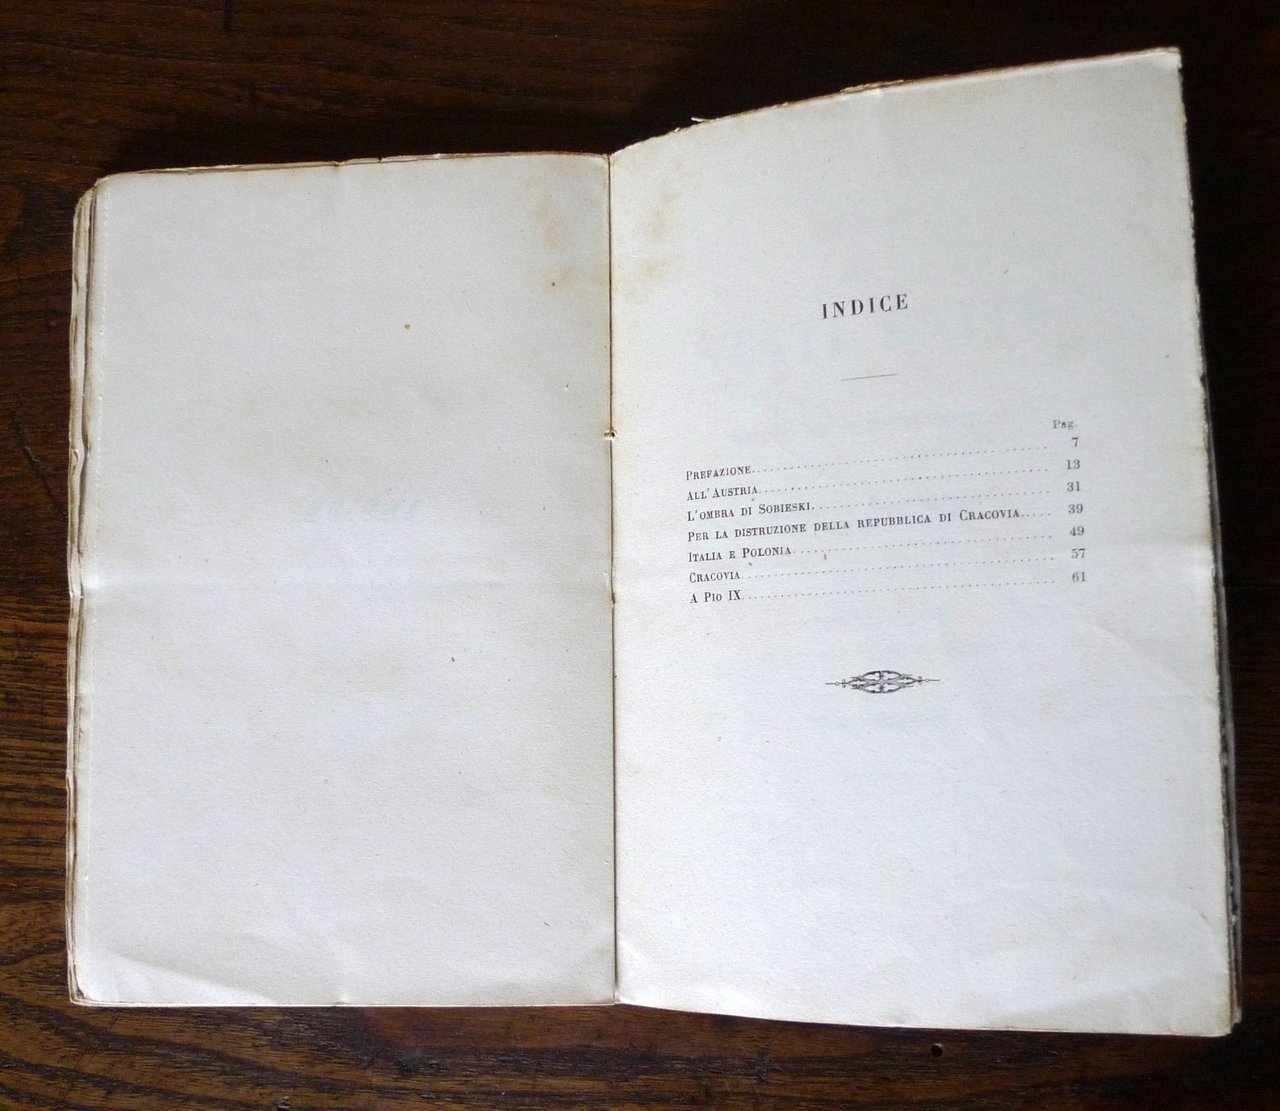 INDICE
Pag.
PREFAZIONE 7
ALL'AUSTRIA 13
L'OMBRA DI SOBIESKI 31
PER LA DISTRUZIONE DELLA REPUBBLICA DI CRACOVIA 39
ITALIA E POLONIA 49
CRACOVIA 57
A PIO IX 61